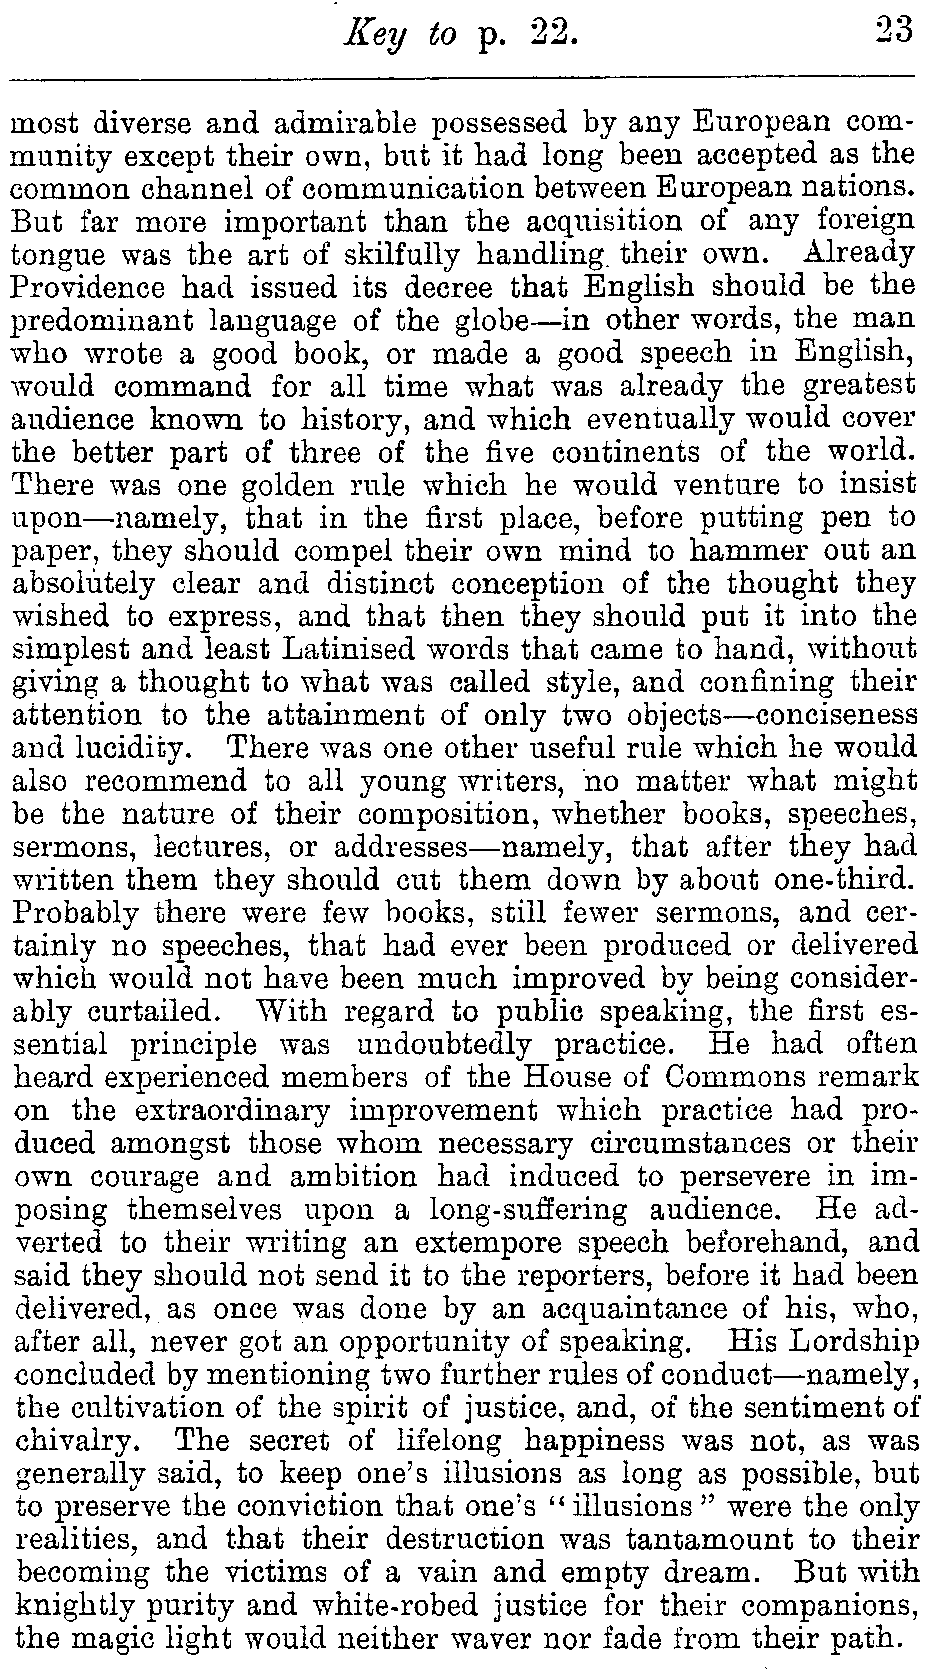 Key to p. 22. 23
most diverse and admirable possessed by any European com-
munity except their own, but it had long been accepted as the
common channel of communication between European nations.
But far more important than the acquisition of any foreign
tongue was the art of skilfully handling their own. Already
Providence had issued its decree that English should be the
predominant language of the globe—in other words, the man
who wrote a good book, or made a good speech in English,
would command for all time what was already the greatest
audience known to history, and which eventually would cover
the better part of three of the five continents of the world.
There was one golden rule which he would venture to insist
upon—namely, that in the first place, before putting pen to
paper, they should compel their own mind to hammer out an
absolutely clear and distinct conception of the thought they
wished to express, and that then they should put it into the
simplest and least Latinised words that came to hand, without
giving a thought to what was called style, and confining their
attention to the attainment of only two objects—conciseness
and lucidity. There was one other useful rule which he would
also recommend to all young writers, no matter what might
be the nature of their composition, whether books, speeches,
sermons, lectures, or addresses—namely, that after they had
written them they should cut them down by about one-third.
Probably there were few books, still fewer sermons, and cer-
tainly no speeches, that had ever been produced or delivered
which would not have been much improved by being consider-
ably curtailed. With regard to public speaking, the first es-
sential principle was undoubtedly practice. He had often
heard experienced members of the House of Commons remark
on the extraordinary improvement which practice had pro-
duced amongst those whom necessary circumstances or their
own courage and ambition had induced to persevere in im-
posing themselves upon a long-suffering audience. He ad-
verted to their writing an extempore speech beforehand, and
said they should not send it to the reporters, before it had been
delivered, as once was done by an acquaintance of his, who,
after all, never got an opportunity of speaking. His Lordship
concluded by mentioning two further rules of conduct—namely,
the cultivation of the spirit of justice, and, of the sentiment of
chivalry. The secret of lifelong happiness was not, as was
generally said, to keep one's illusions as long as possible, but
to preserve the conviction that one's "illusions" were the only
realities, and that their destruction was tantamount to their
becoming the victims of a vain and empty dream. But with
knightly purity and white-robed justice for their companions,
the magic light would neither waver nor fade from their path.